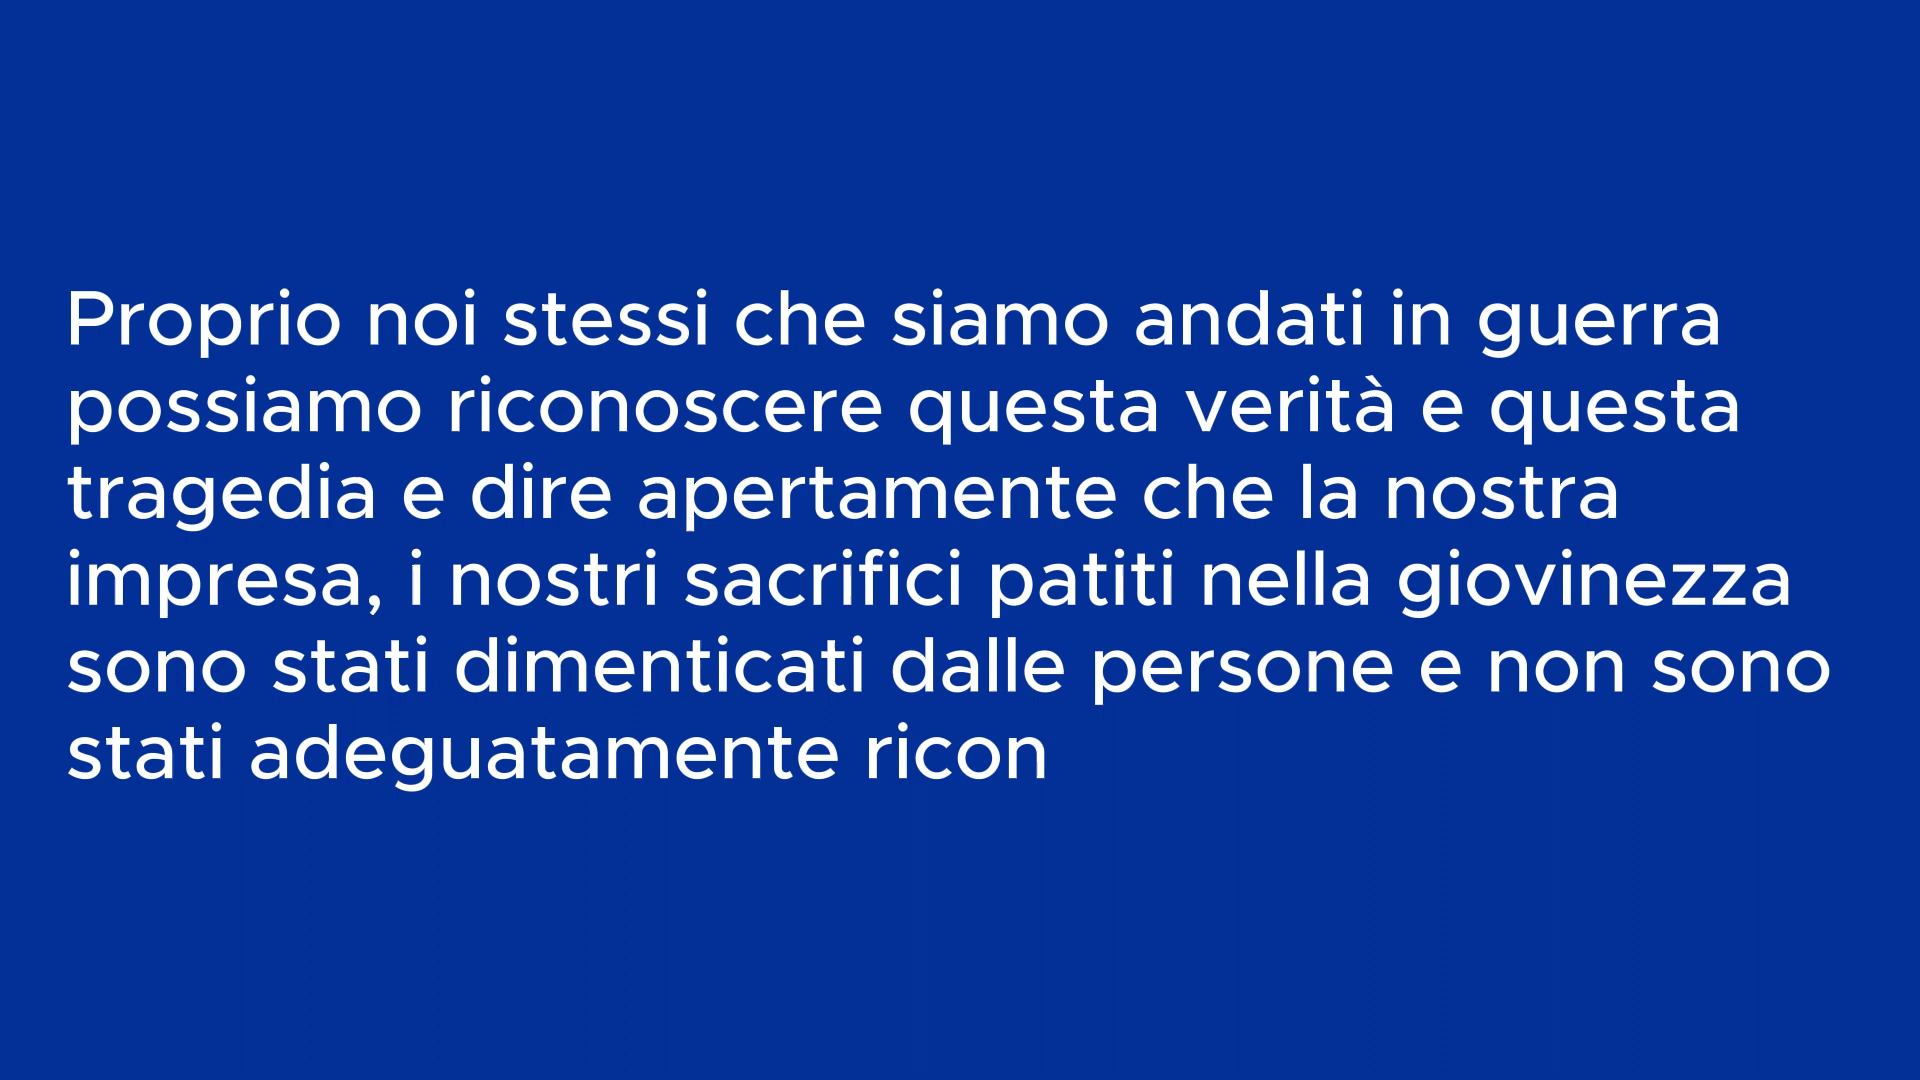 Proprio noi stessi che siamo andati in guerra
possiamo riconoscere questa verità e questa
tragedia e dire apertamente che la nostra
impresa, i nostri sacrifici patiti nella giovinezza
sono stati dimenticati dalle persone e non sono
stati adeguatamente ricon